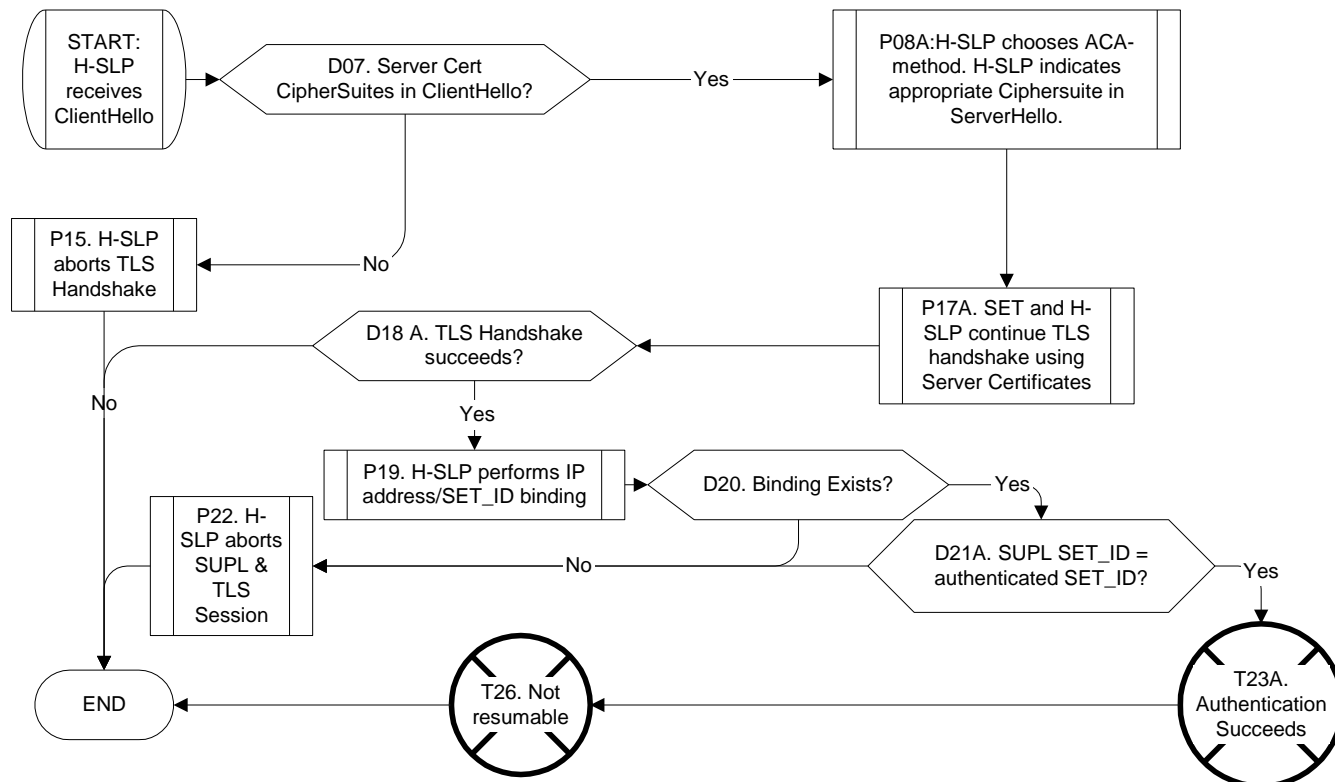 START:
H-SLP
receives
ClientHello
D07. Server Cert
CipherSuites in ClientHello?
Yes
P08A:H-SLP chooses ACA-
method. H-SLP indicates
appropriate Ciphersuite in
ServerHello.
No
P15. H-SLP
aborts TLS
Handshake
P17A. SET and H-
SLP continue TLS
handshake using
Server Certificates
D18 A. TLS Handshake
succeeds?
No
Yes
P19. H-SLP performs IP
address/SET_ID binding
D20. Binding Exists?
Yes
No
D21A. SUPL SET_ID =
authenticated SET_ID?
Yes
P22. H-
SLP aborts
SUPL &
TLS
Session
T23A.
Authentication
Succeeds
T26. Not
resumable
END